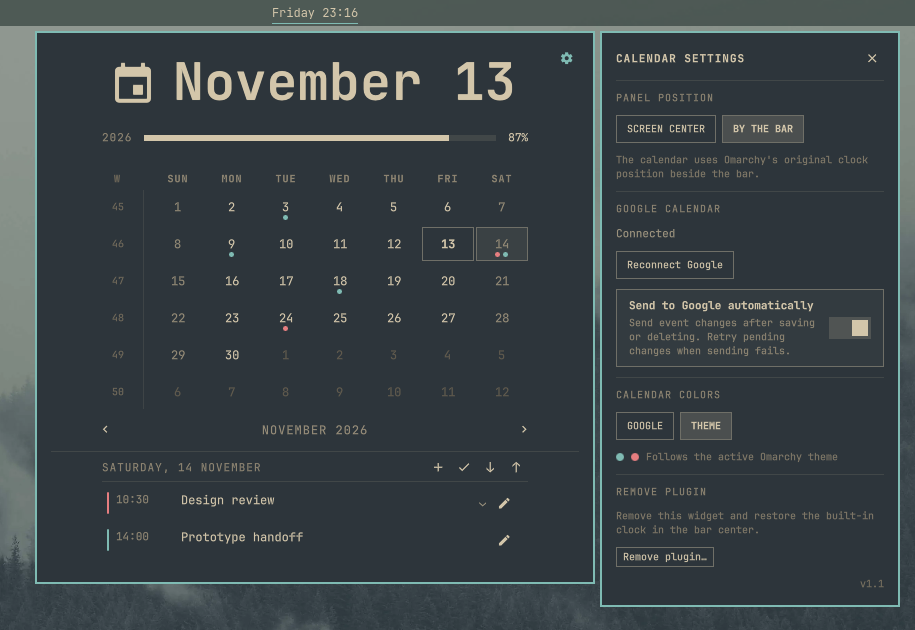 Friday 23:16
November 13
2026 87%
W SUN MON TUE WED THU FRI SAT
45 1 2 3 4 5 6 7
46 8 9 10 11 12 13 14
47 15 16 17 18 19 20 21
48 22 23 24 25 26 27 28
49 29 30 1 2 3 4 5
50 6 7 8 9 10 11 12
NOVEMBER 2026
SATURDAY, 14 NOVEMBER
10:30 Design review
14:00 Prototype handoff
CALENDAR SETTINGS
PANEL POSITION
SCREEN CENTER BY THE BAR
The calendar uses Omarchy's original clock
position beside the bar.
GOOGLE CALENDAR
Connected
Reconnect Google
Send to Google automatically
Send event changes after saving
or deleting. Retry pending
changes when sending fails.
CALENDAR COLORS
GOOGLE THEME
Follows the active Omarchy theme
REMOVE PLUGIN
Remove this widget and restore the built-in
clock in the bar center.
Remove plugin…
v1.1